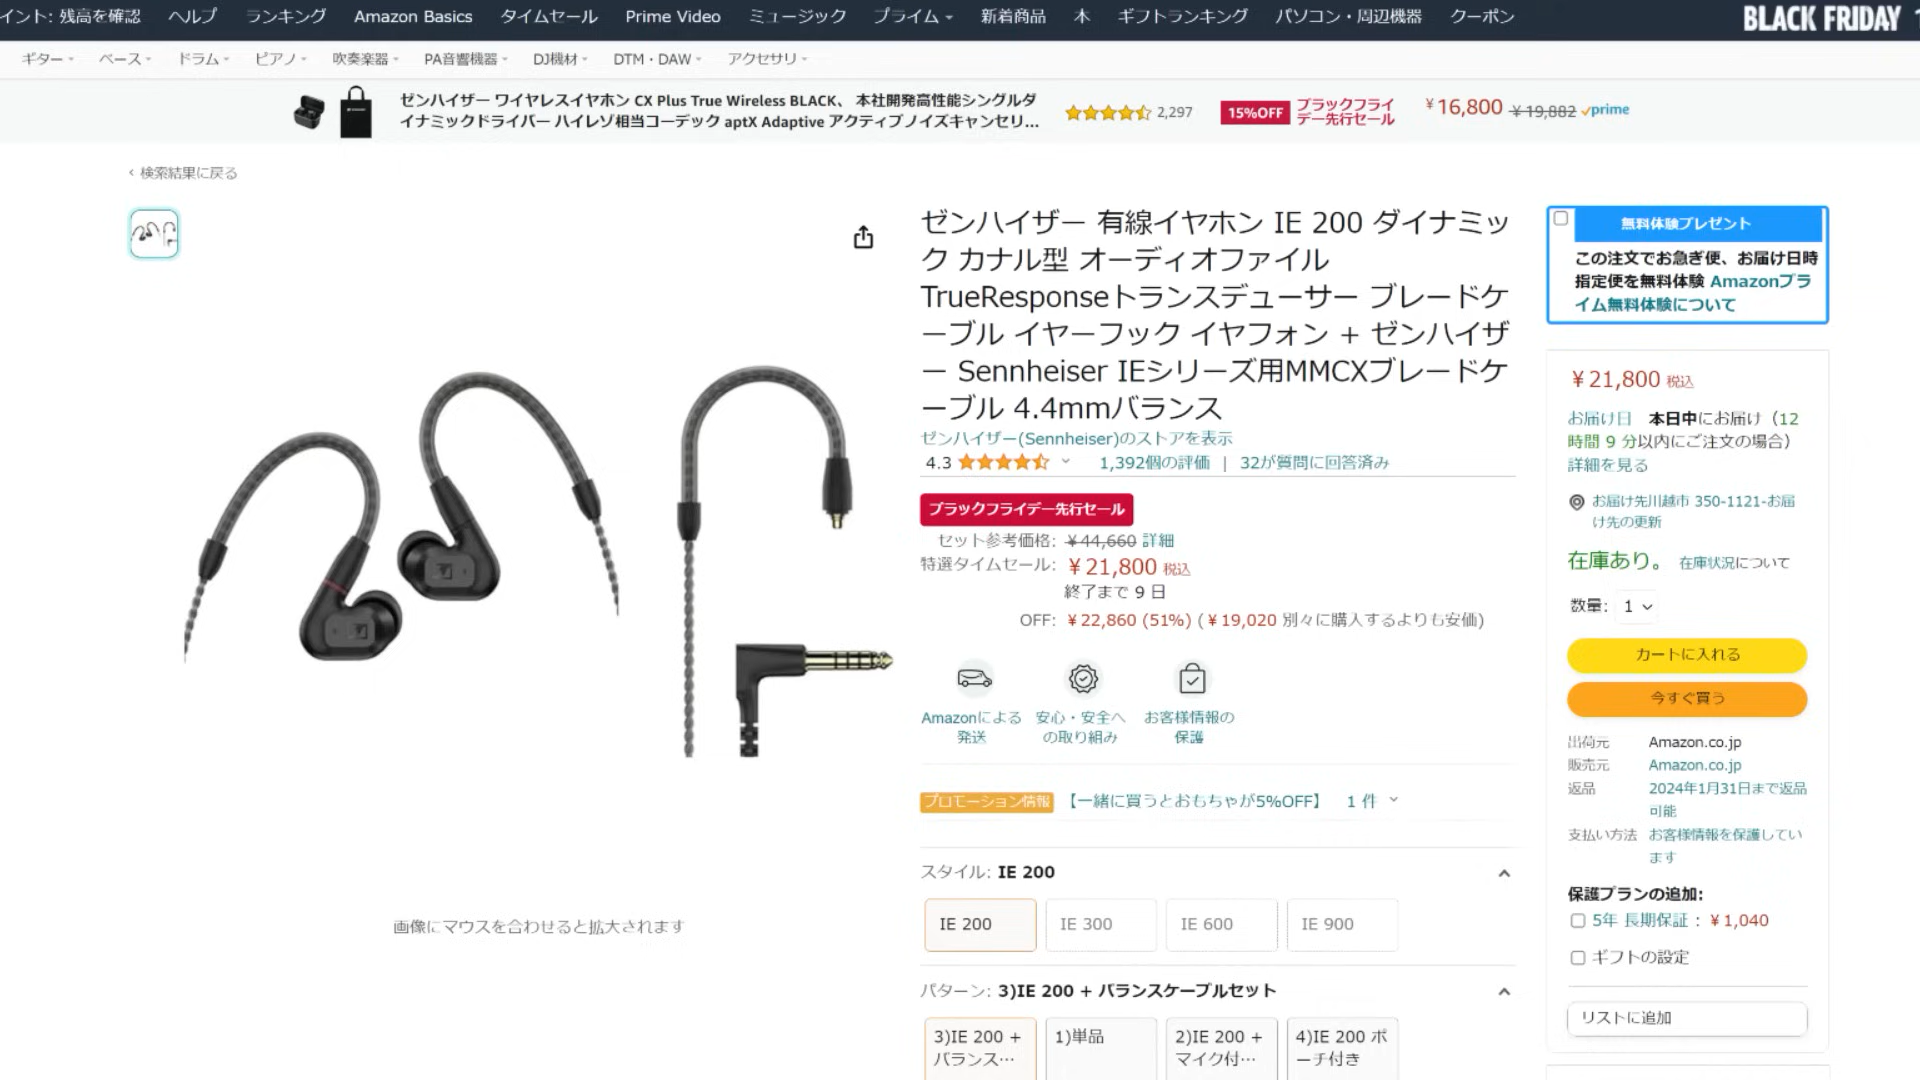 イント: 残高を確認 ヘルプ ランキング Amazon Basics タイムセール Prime Video ミュージック プライム 新着商品 本 ギフトランキング パソコン・周辺機器 クーポン BLACK FRIDAY
ギター ベース ドラム ピアノ 吹奏楽器 PA音響機器 DJ機材 DTM・DAW アクセサリ
ゼンハイザー ワイヤレスイヤホン CX Plus True Wireless BLACK、 本社開発高性能シングルダ
イナミックドライバー ハイレゾ相当コーデック aptX Adaptive アクティブノイズキャンセリ...
2,297
15%OFF
ブラックフライ
デー先行セール
¥16,800 ¥19,882 prime
‹ 検索結果に戻る
ゼンハイザー 有線イヤホン IE 200 ダイナミッ
ク カナル型 オーディオファイル
TrueResponseトランスデューサー ブレードケ
ーブル イヤーフック イヤフォン + ゼンハイザ
ー Sennheiser IEシリーズ用MMCXブレードケ
ーブル 4.4mmバランス
ゼンハイザー(Sennheiser)のストアを表示
4.3 1,392個の評価 | 32が質問に回答済み
ブラックフライデー先行セール
セット参考価格: ¥44,660 詳細
特選タイムセール: ¥21,800 税込
終了まで 9 日
OFF: ¥22,860 (51%) (¥19,020 別々に購入するよりも安価)
Amazonによる
発送
安心・安全へ
の取り組み
お客様情報の
保護
プロモーション情報 【一緒に買うとおもちゃが5%OFF】 1 件
スタイル: IE 200
IE 200 IE 300 IE 600 IE 900
パターン: 3)IE 200 + バランスケーブルセット
3)IE 200 +
バランス…
1)単品
2)IE 200 +
マイク付…
4)IE 200 ポ
ーチ付き
画像にマウスを合わせると拡大されます
無料体験プレゼント
この注文でお急ぎ便、お届け日時
指定便を無料体験 Amazonプラ
イム無料体験について
¥21,800 税込
お届け日 本日中にお届け（12
時間 9 分以内にご注文の場合）
詳細を見る
お届け先川越市 350-1121-お届
け先の更新
在庫あり。 在庫状況について
数量: 1
カートに入れる
今すぐ買う
出荷元 Amazon.co.jp
販売元 Amazon.co.jp
返品 2024年1月31日まで返品
可能
支払い方法 お客様情報を保護してい
ます
保護プランの追加:
5年 長期保証 : ¥1,040
ギフトの設定
リストに追加